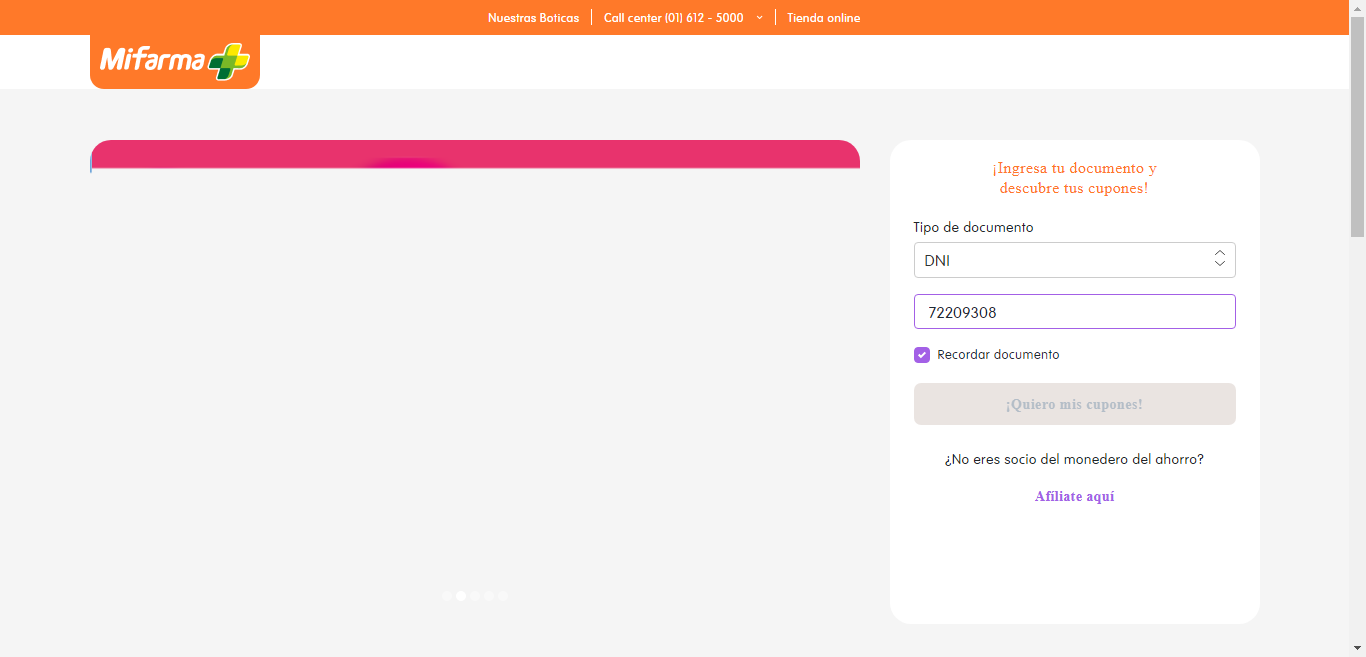 Nuestras Boticas
Call center (01) 612 - 5000
Tienda online
Mifarma
¡Ingresa tu documento y
descubre tus cupones!
Tipo de documento
DNI
72209308
Recordar documento
¡Quiero mis cupones!
¿No eres socio del monedero del ahorro?
Afíliate aquí